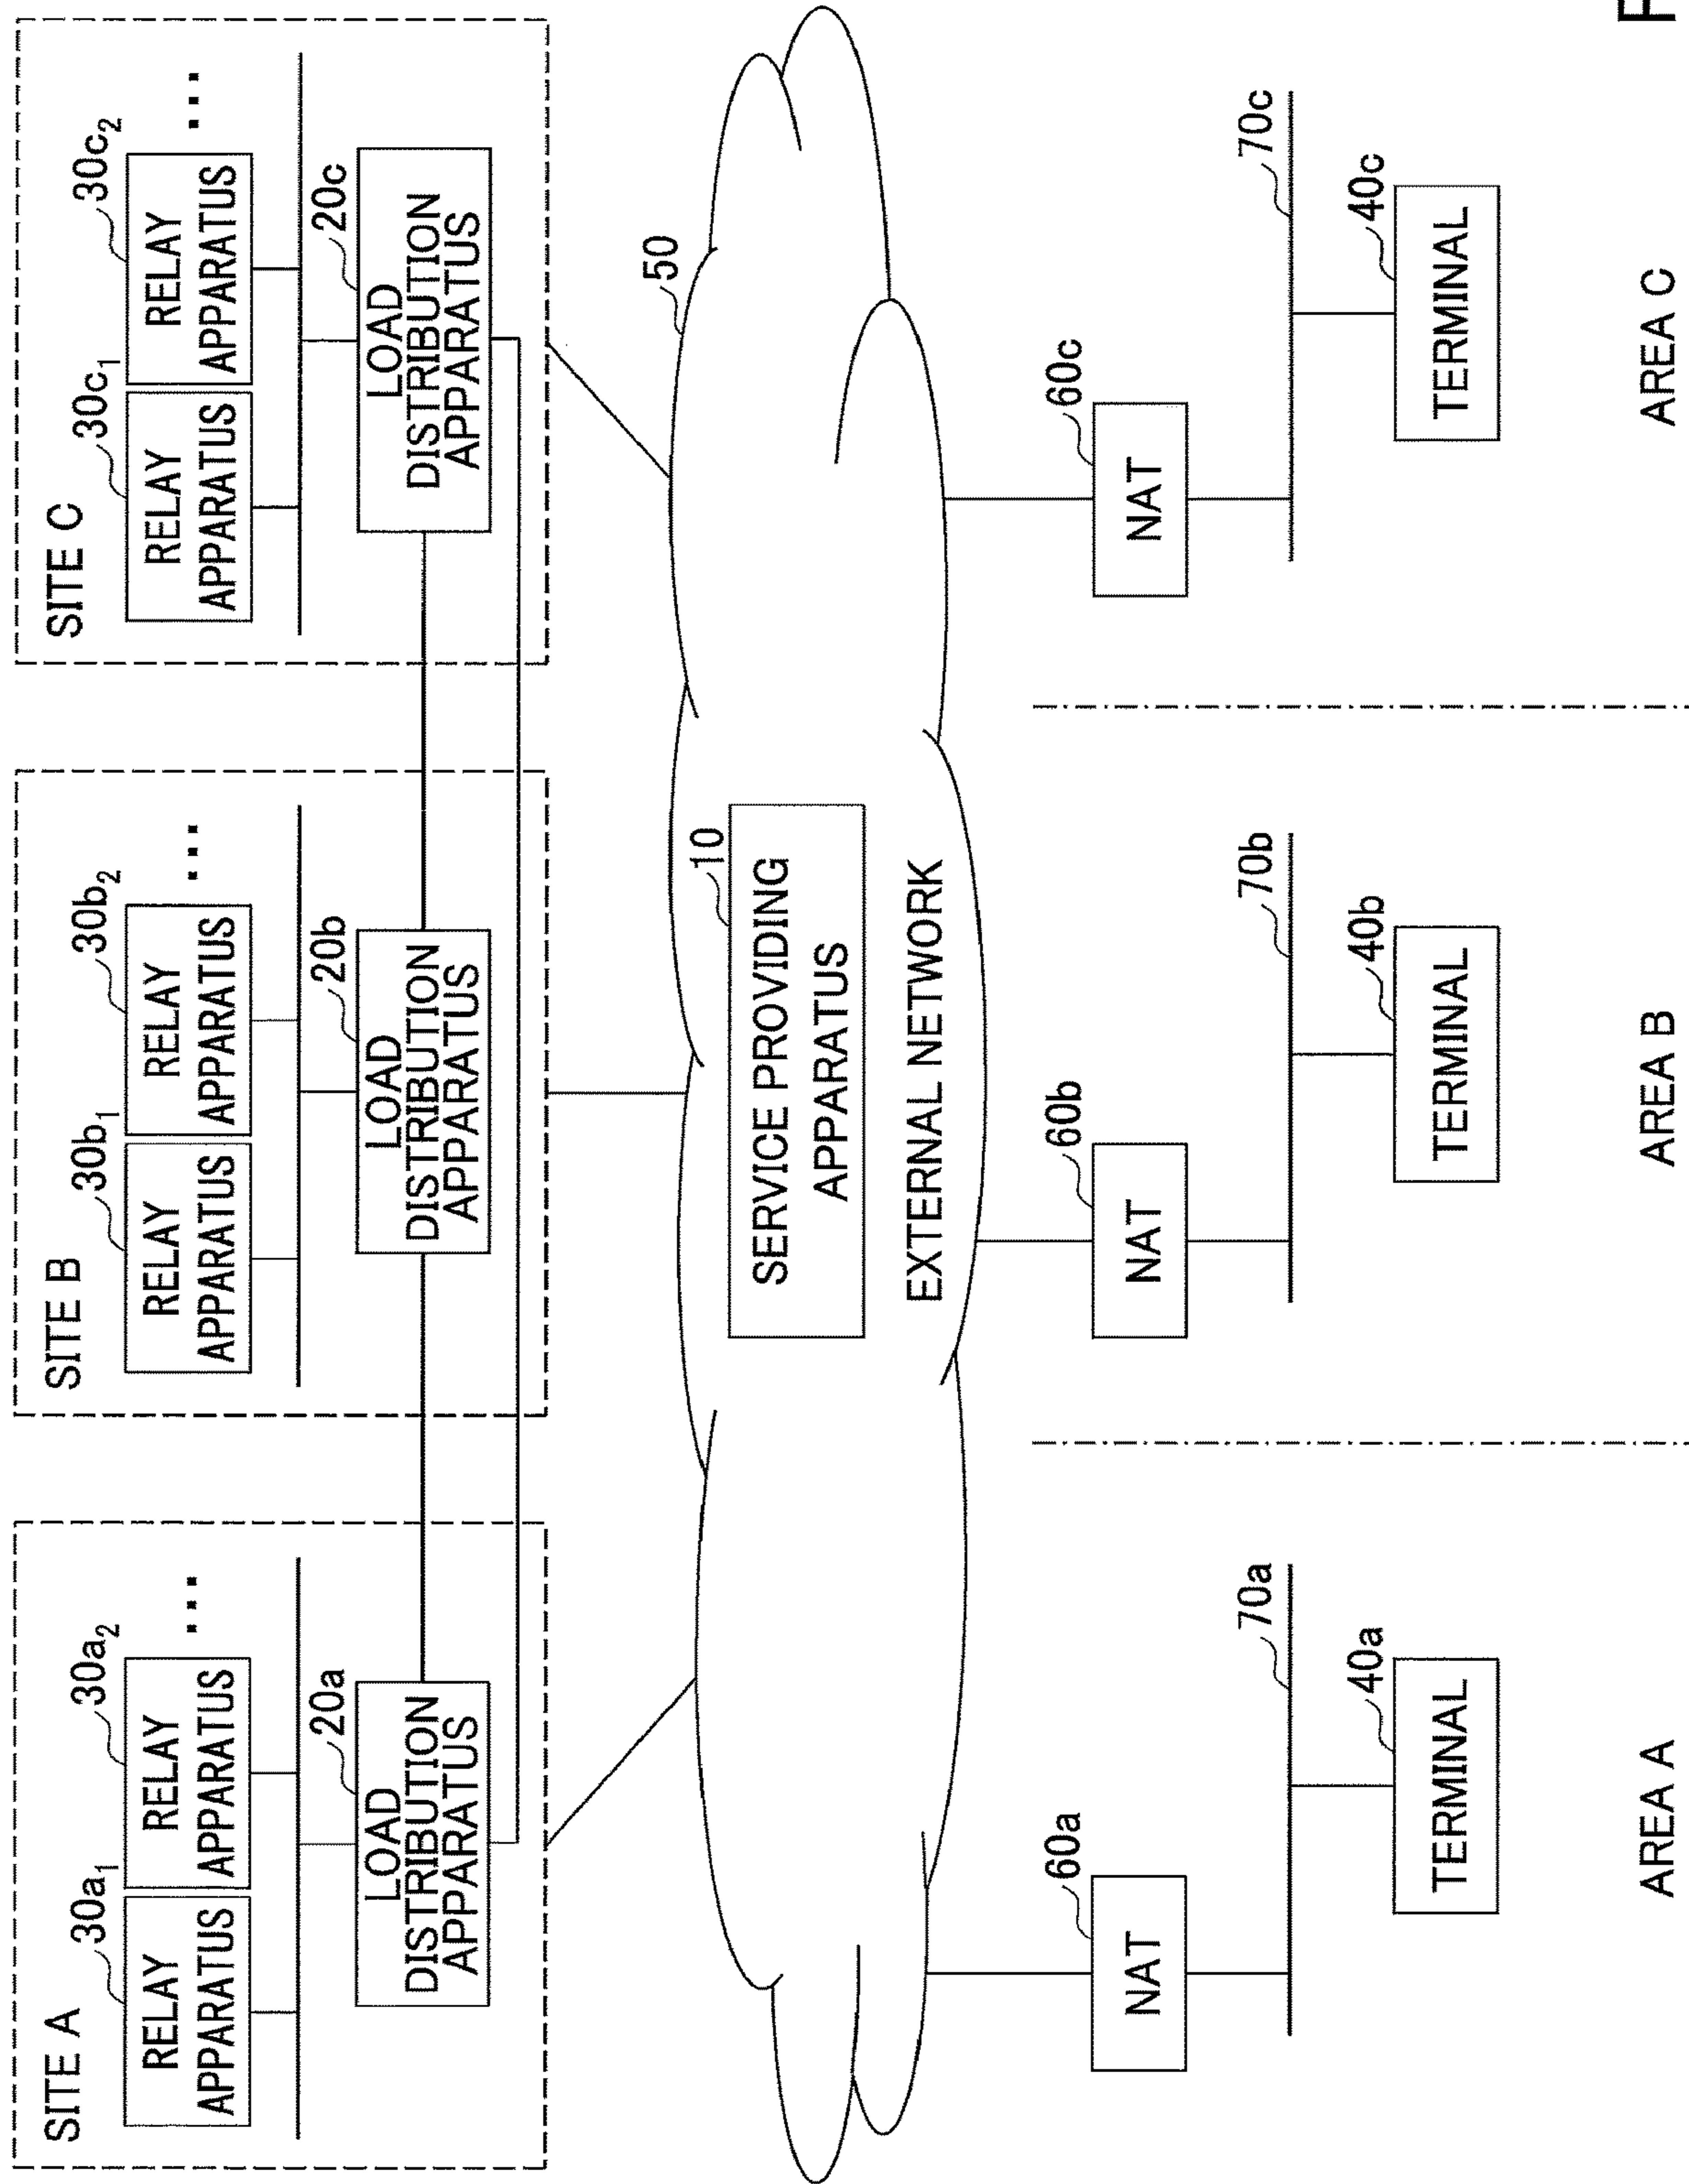 SITE A
30a1
30a2
RELAY
APPARATUS
RELAY
APPARATUS
...
20a
LOAD
DISTRIBUTION
APPARATUS
SITE B
30b1
30b2
RELAY
APPARATUS
RELAY
APPARATUS
...
20b
LOAD
DISTRIBUTION
APPARATUS
SITE C
30c1
30c2
RELAY
APPARATUS
RELAY
APPARATUS
...
20c
LOAD
DISTRIBUTION
APPARATUS
50
10
SERVICE PROVIDING
APPARATUS
EXTERNAL NETWORK
60a
NAT
70a
40a
TERMINAL
AREA A
60b
NAT
70b
40b
TERMINAL
AREA B
60c
NAT
70c
40c
TERMINAL
AREA C